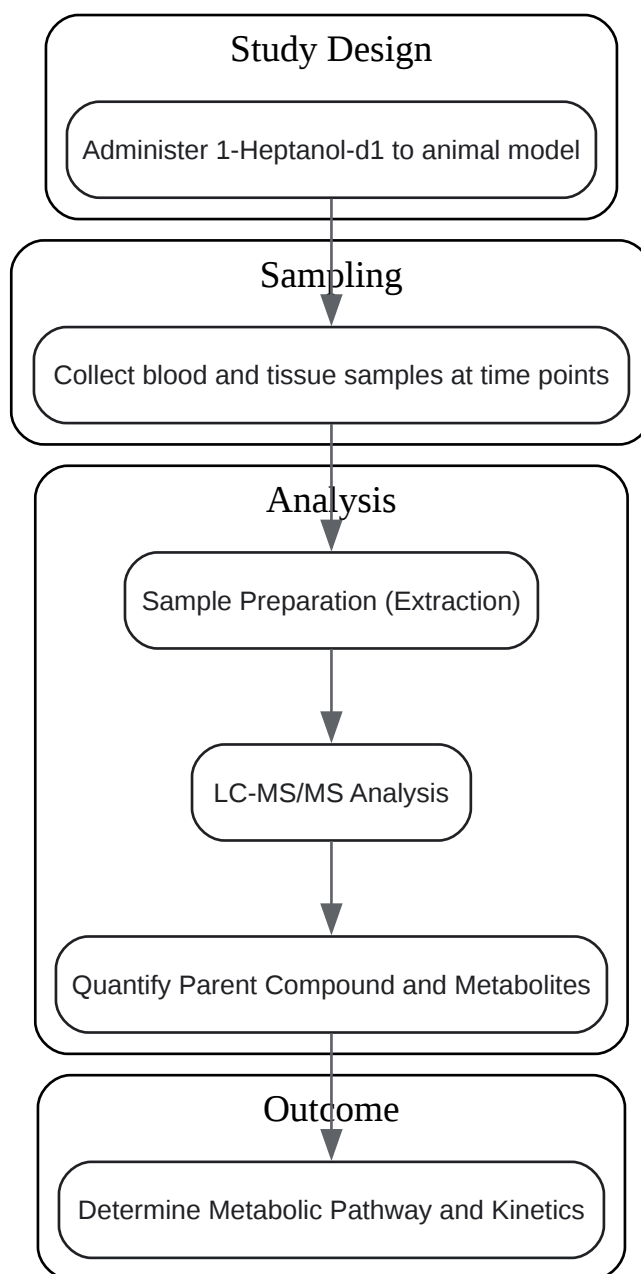 Study Design
Administer 1-Heptanol-d1 to animal model
Sampling
Collect blood and tissue samples at time points
Analysis
Sample Preparation (Extraction)
LC-MS/MS Analysis
Quantify Parent Compound and Metabolites
Outcome
Determine Metabolic Pathway and Kinetics